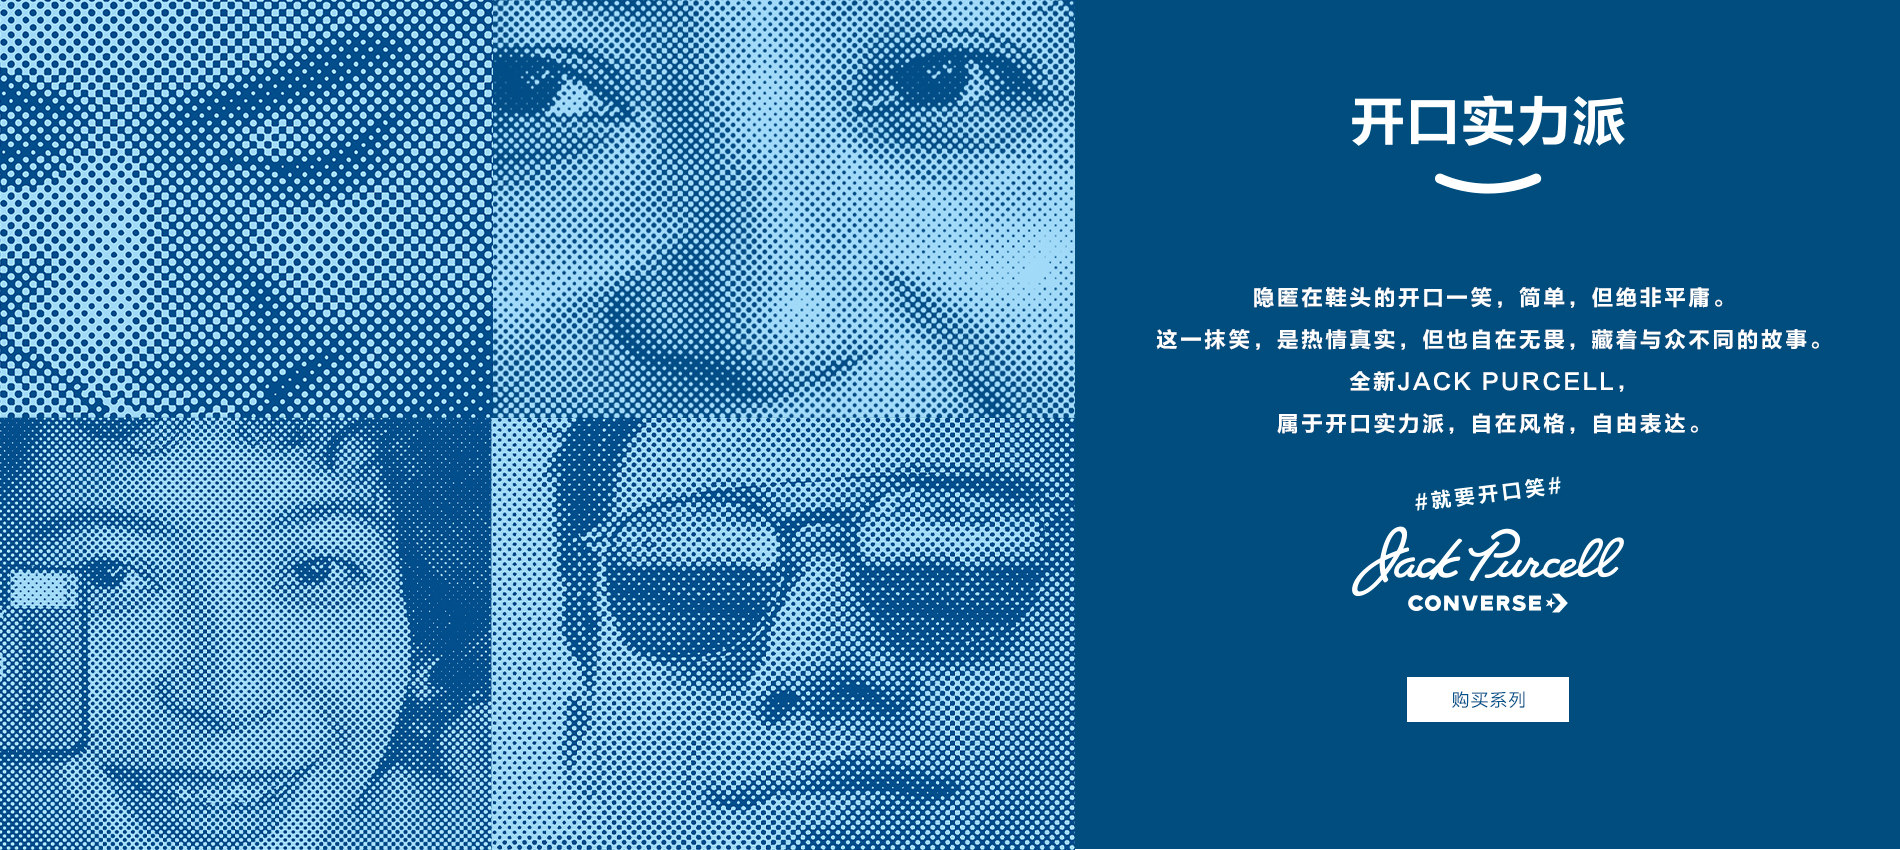 开口实力派
隐匿在鞋头的开口一笑，简单，但绝非平庸。
这一抹笑，是热情真实，但也自在无畏，藏着与众不同的故事。
全新JACK PURCELL，
属于开口实力派，自在风格，自由表达。
#就要开口笑#
Jack Purcell
CONVERSE
购买系列